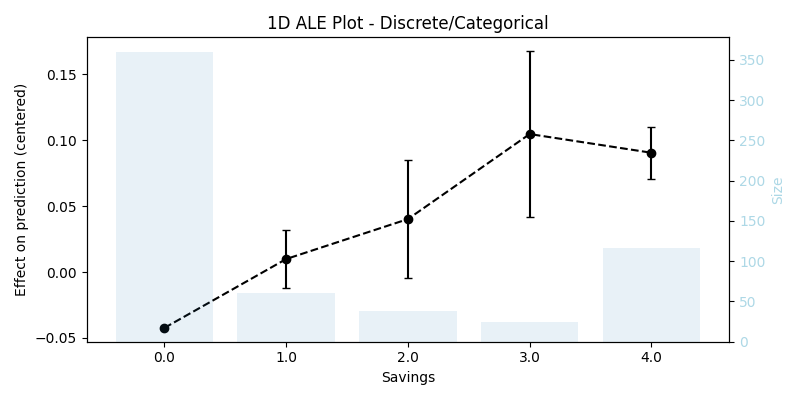 1D ALE Plot - Discrete/Categorical
Effect on prediction (centered)
0.15
0.10
0.05
0.00
−0.05
350
300
250
200
150
100
50
0
Size
0.0 1.0 2.0 3.0 4.0
Savings